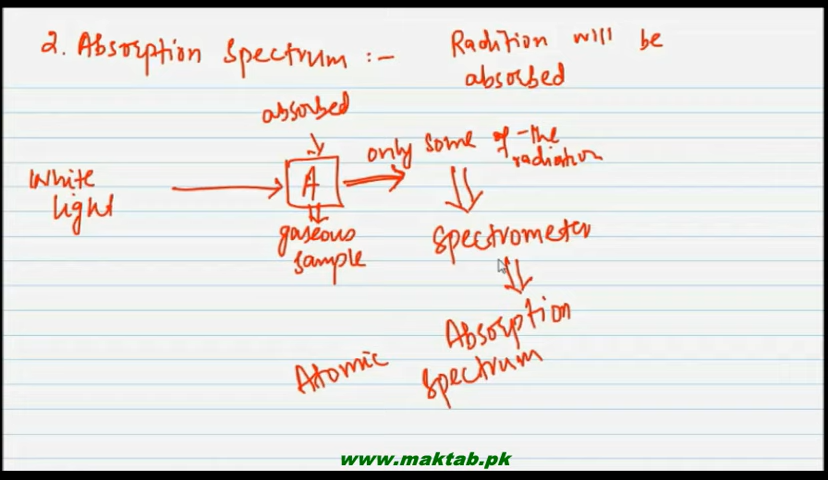 2. Absorption Spectrum :-
Radition will be
absorbed
absorbed
White
light
A
only some of the
radiation
gaseous
sample
Spectrometer
Absorption
Spectrum
Atomic
www.maktab.pk